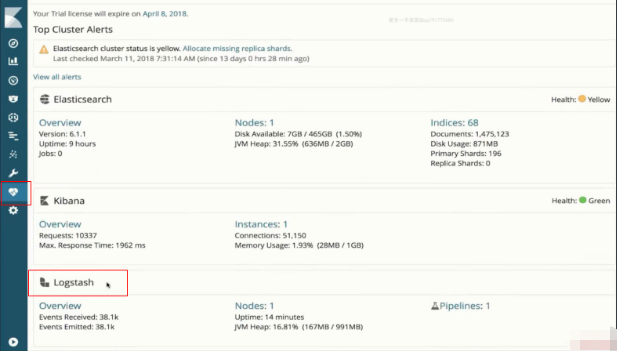 Your Trial license will expire on April 8, 2018.
Top Cluster Alerts
Elasticsearch cluster status is yellow. Allocate missing replica shards.
Last checked March 11, 2018 7:31:14 AM (since 13 days 0 hrs 28 min ago)
View all alerts
Elasticsearch Health: Yellow
Overview Nodes: 1 Indices: 68
Version: 6.1.1 Disk Available: 7GB / 465GB (1.50%) Documents: 1,475,123
Uptime: 9 hours JVM Heap: 31.55% (636MB / 2GB) Disk Usage: 871MB
Jobs: 0 Primary Shards: 196
Replica Shards: 0
Kibana Health: Green
Overview Instances: 1
Requests: 10337 Connections: 51,150
Max. Response Time: 1962 ms Memory Usage: 1.93% (28MB / 1GB)
Logstash
Overview Nodes: 1 Pipelines: 1
Events Received: 38.1k Uptime: 14 minutes
Events Emitted: 38.1k JVM Heap: 16.81% (167MB / 991MB)